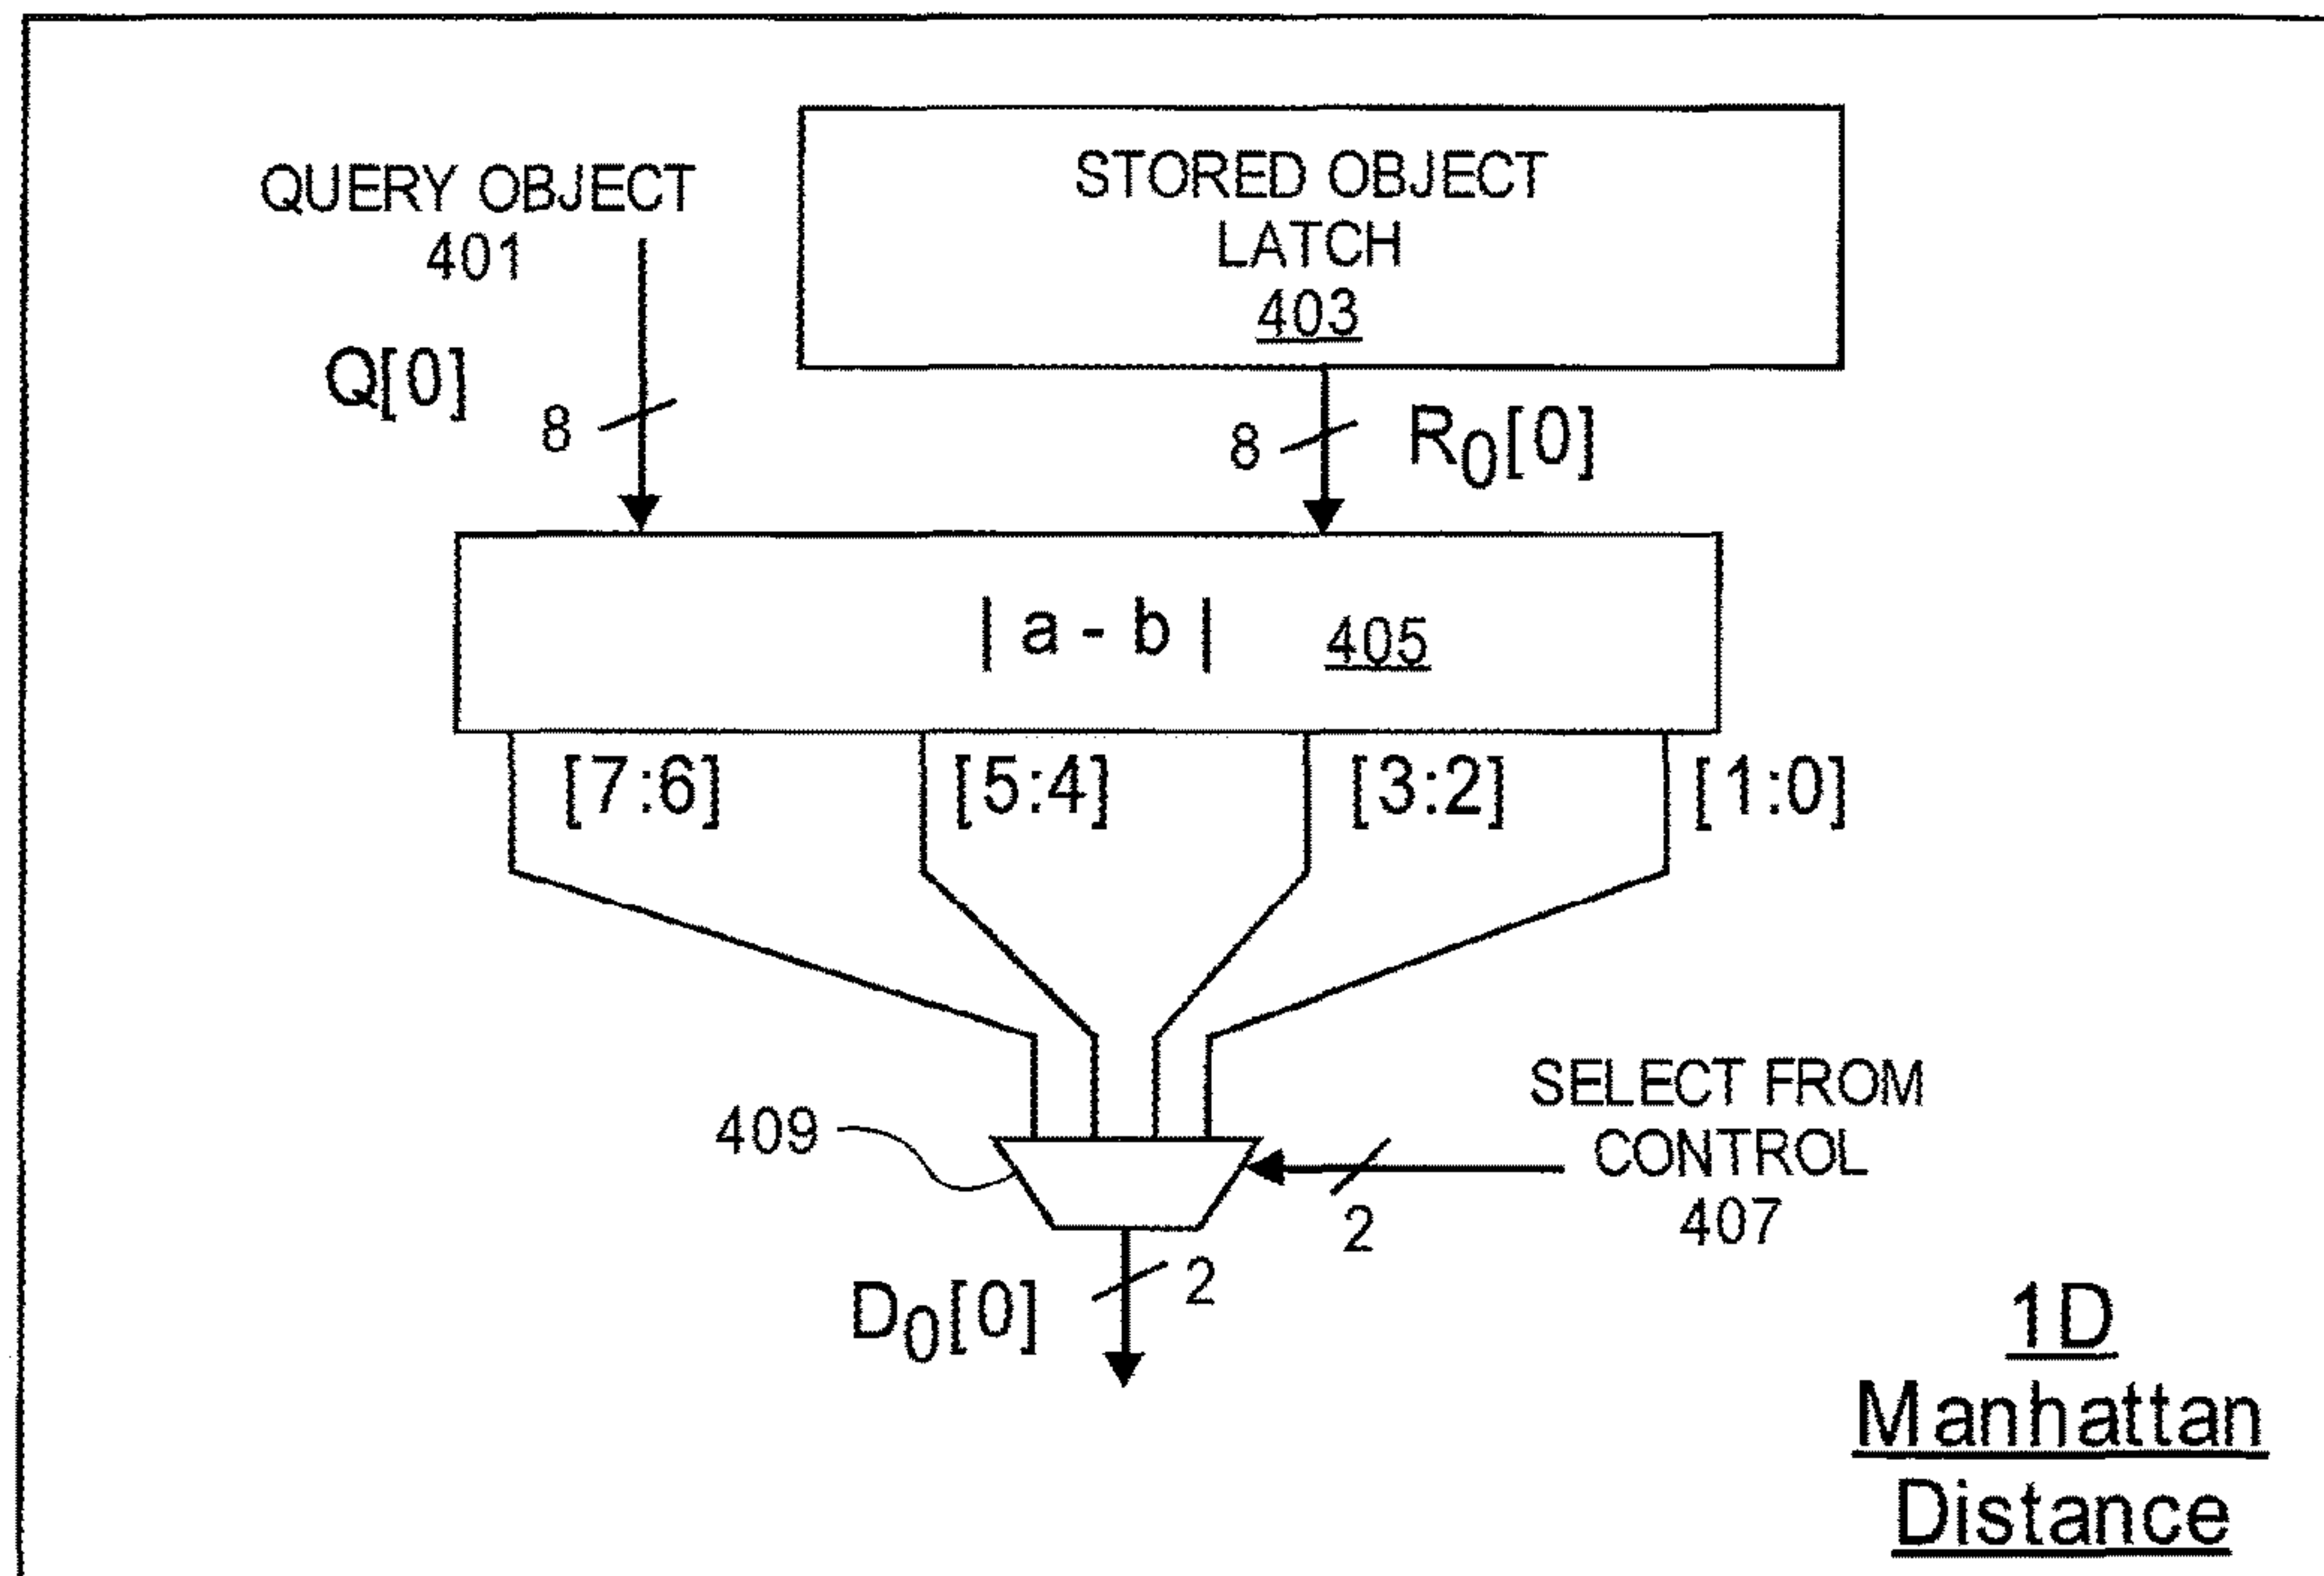 QUERY OBJECT
401
STORED OBJECT
LATCH
403
Q[0]
8
8
R0[0]
| a - b |
405
[7:6]
[5:4]
[3:2]
[1:0]
409
SELECT FROM
CONTROL
407
2
D0[0]
2
1D
Manhattan
Distance